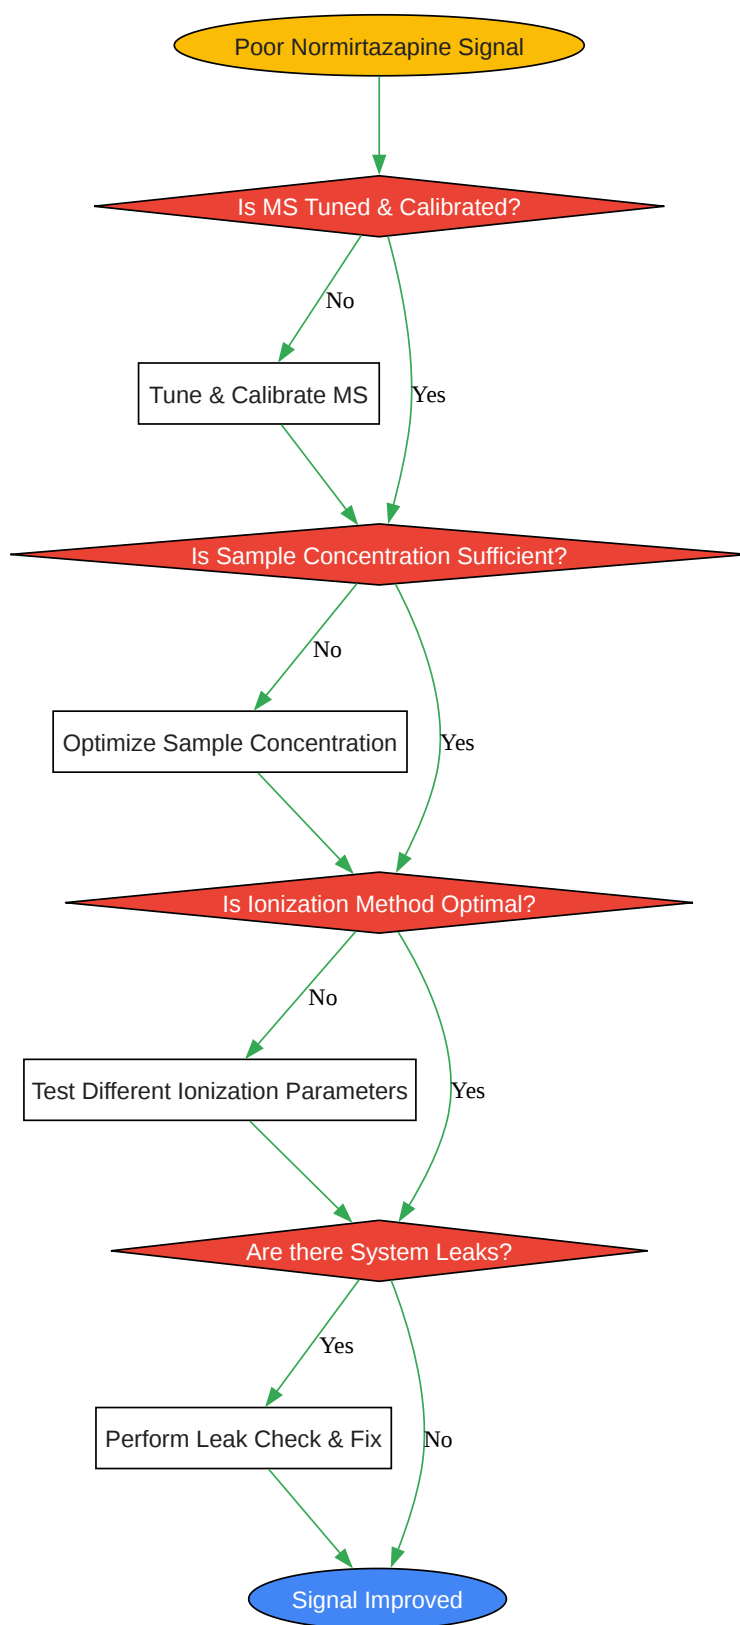 Poor Normirtazapine Signal
Is MS Tuned & Calibrated?
No
Tune & Calibrate MS
Yes
Is Sample Concentration Sufficient?
No
Optimize Sample Concentration
Yes
Is Ionization Method Optimal?
No
Test Different Ionization Parameters
Yes
Are there System Leaks?
Yes
Perform Leak Check & Fix
No
Signal Improved